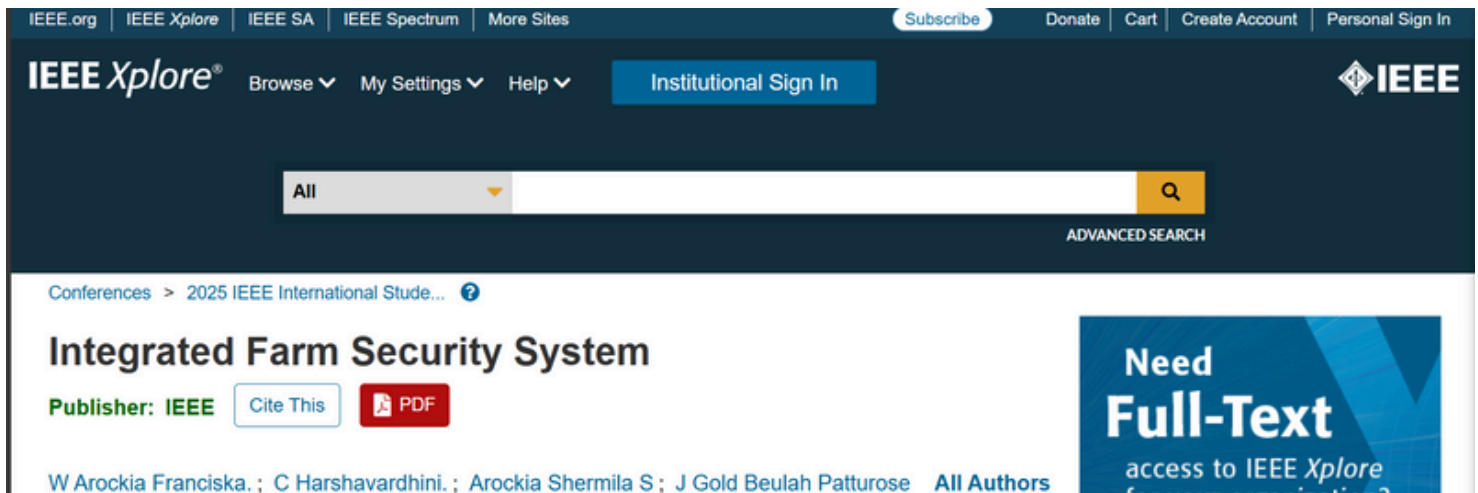 IEEE.org | IEEE Xplore | IEEE SA | IEEE Spectrum | More Sites Subscribe Donate | Cart | Create Account | Personal Sign In
IEEE Xplore® Browse My Settings Help Institutional Sign In IEEE
All
ADVANCED SEARCH
Conferences > 2025 IEEE International Stude... ?
Integrated Farm Security System
Publisher: IEEE Cite This PDF
W Arockia Franciska. ; C Harshavardhini. ; Arockia Shermila S ; J Gold Beulah Patturose All Authors
Need
Full-Text
access to IEEE Xplore